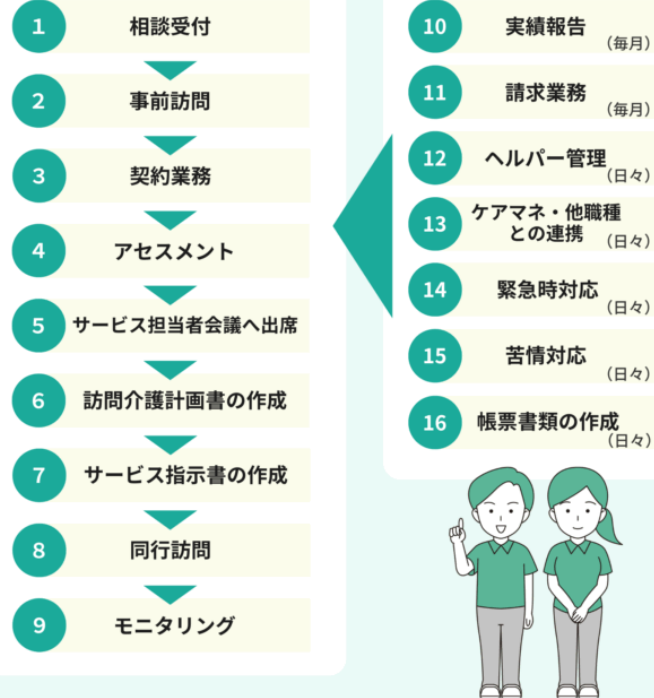 1 相談受付
2 事前訪問
3 契約業務
4 アセスメント
5 サービス担当者会議へ出席
6 訪問介護計画書の作成
7 サービス指示書の作成
8 同行訪問
9 モニタリング
10 実績報告
（毎月）
11 請求業務
（毎月）
12 ヘルパー管理
（日々）
13 ケアマネ・他職種
との連携 （日々）
14 緊急時対応
（日々）
15 苦情対応
（日々）
16 帳票書類の作成
（日々）